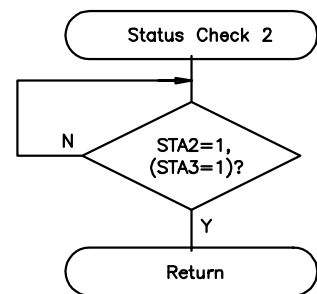 Status Check 2
N
STA2=1,
(STA3=1)?
Y
Return